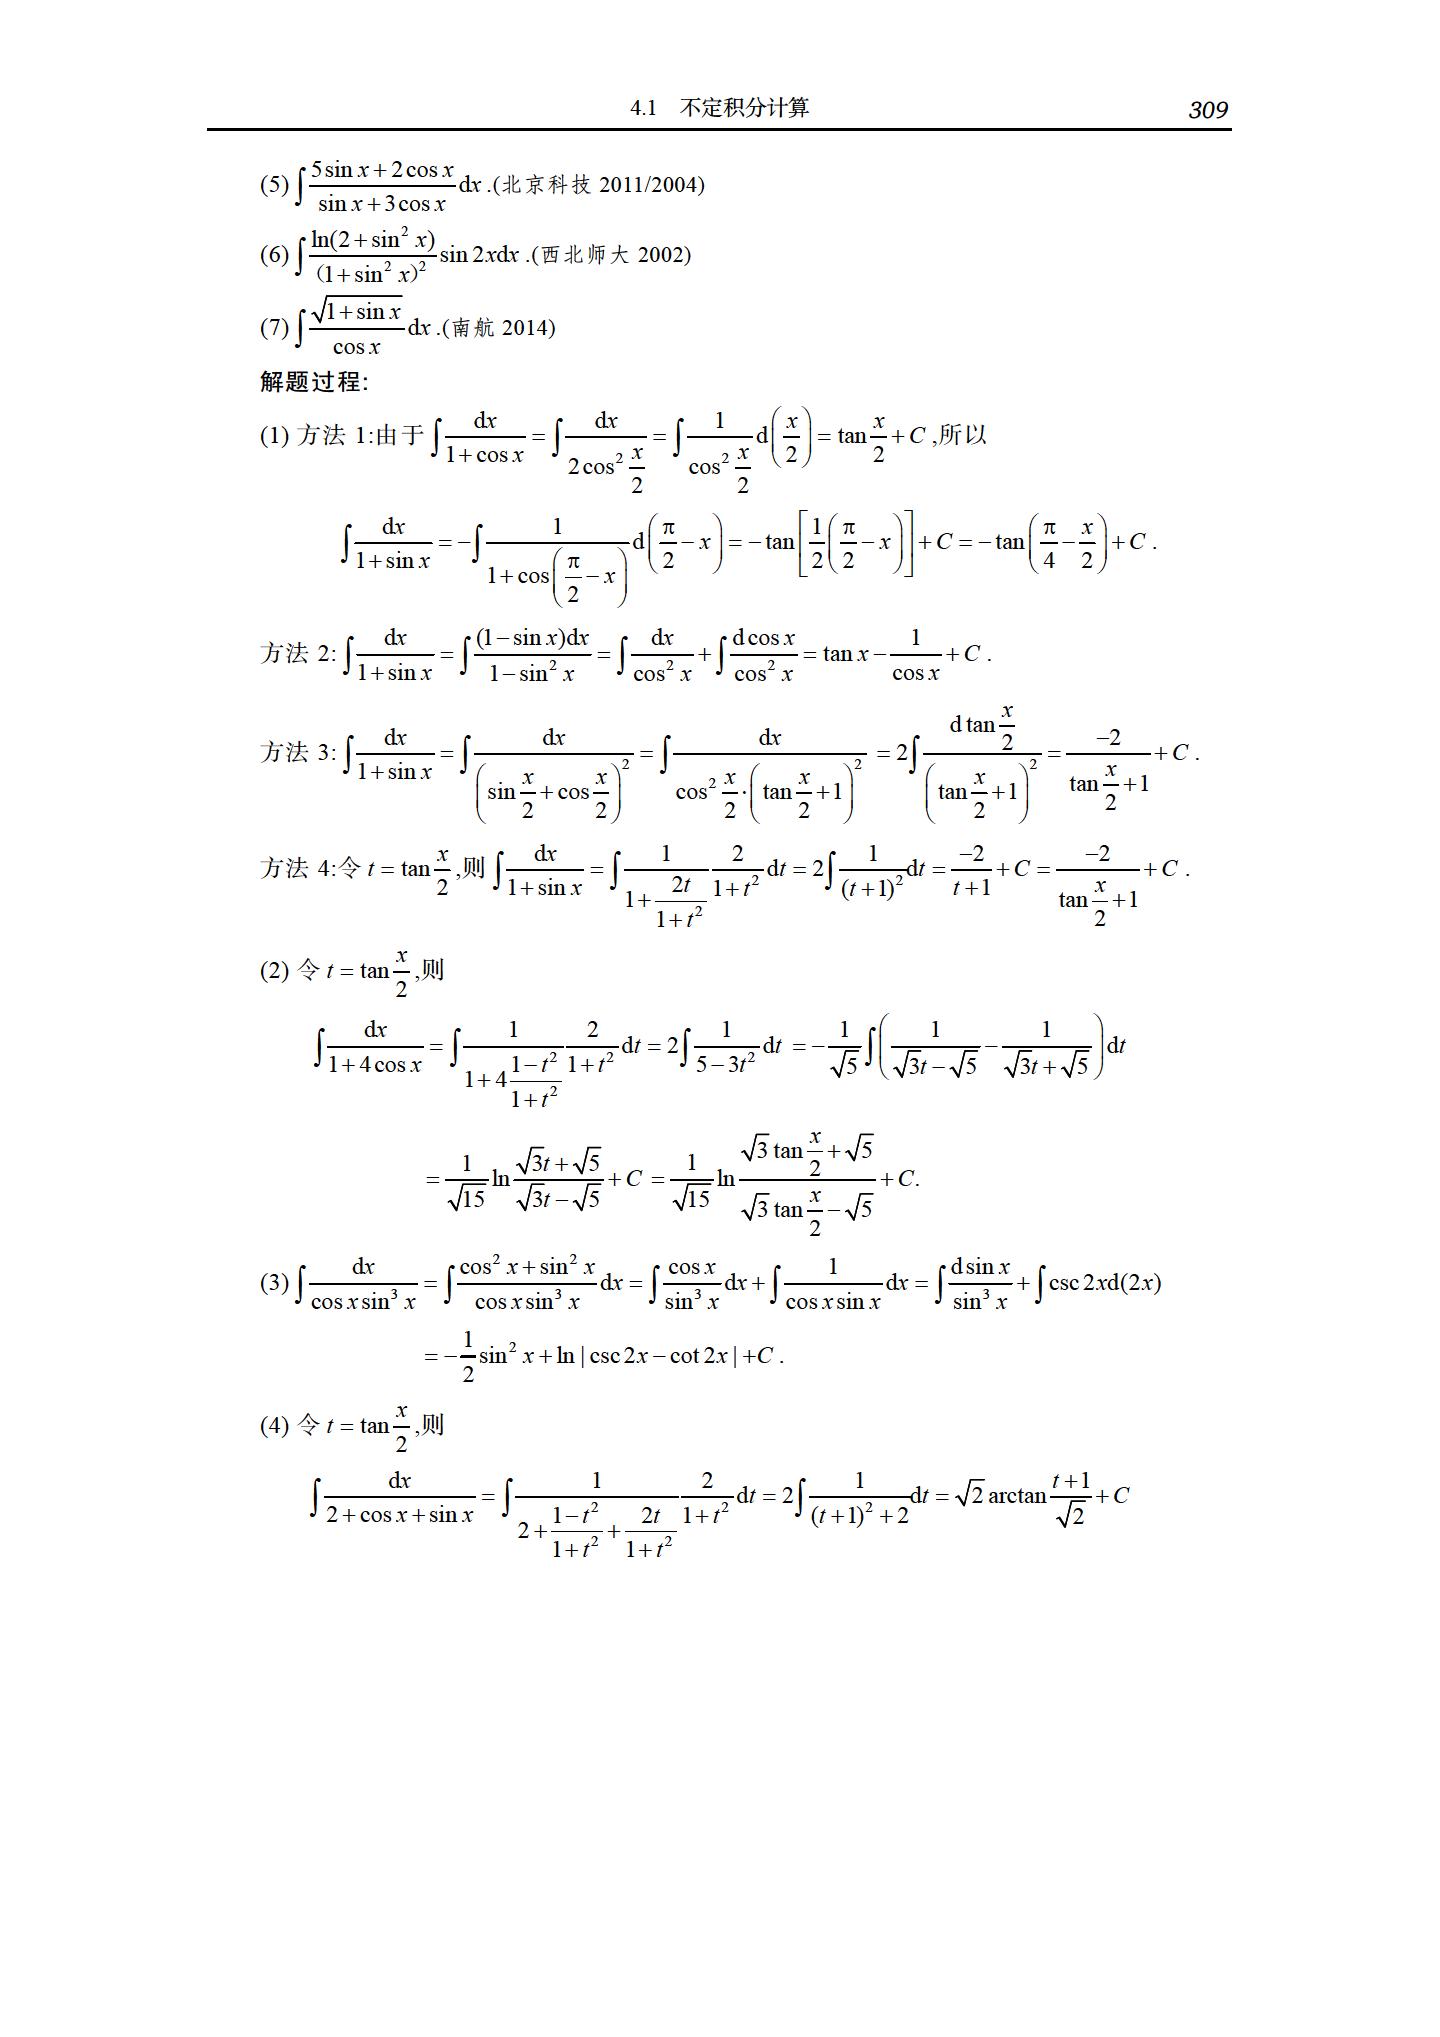 4.1 不定积分计算 309
(5) $\int \frac{5\sin x+2\cos x}{\sin x+3\cos x}\mathrm{d}x$ .(北京科技 2011/2004)
(6) $\int \frac{\ln(2+\sin^2 x)}{(1+\sin^2 x)^2}\sin 2x\mathrm{d}x$ .(西北师大 2002)
(7) $\int \frac{\sqrt{1+\sin x}}{\cos x}\mathrm{d}x$ .(南航 2014)
解题过程:
(1) 方法 1:由于 $\int \frac{\mathrm{d}x}{1+\cos x}=\int \frac{\mathrm{d}x}{2\cos^2\frac{x}{2}}=\int \frac{1}{\cos^2\frac{x}{2}}\mathrm{d}\left(\frac{x}{2}\right)=\tan\frac{x}{2}+C$ ,所以
$\int \frac{\mathrm{d}x}{1+\sin x}=-\int \frac{1}{1+\cos\left(\frac{\pi}{2}-x\right)}\mathrm{d}\left(\frac{\pi}{2}-x\right)=-\tan\left[\frac{1}{2}\left(\frac{\pi}{2}-x\right)\right]+C=-\tan\left(\frac{\pi}{4}-\frac{x}{2}\right)+C$ .
方法 2: $\int \frac{\mathrm{d}x}{1+\sin x}=\int \frac{(1-\sin x)\mathrm{d}x}{1-\sin^2 x}=\int \frac{\mathrm{d}x}{\cos^2 x}+\int \frac{\mathrm{d}\cos x}{\cos^2 x}=\tan x-\frac{1}{\cos x}+C$ .
方法 3: $\int \frac{\mathrm{d}x}{1+\sin x}=\int \frac{\mathrm{d}x}{\left(\sin\frac{x}{2}+\cos\frac{x}{2}\right)^2}=\int \frac{\mathrm{d}x}{\cos^2\frac{x}{2}\cdot\left(\tan\frac{x}{2}+1\right)^2}=2\int \frac{\mathrm{d}\tan\frac{x}{2}}{\left(\tan\frac{x}{2}+1\right)^2}=\frac{-2}{\tan\frac{x}{2}+1}+C$ .
方法 4:令 $t=\tan\frac{x}{2}$ ,则 $\int \frac{\mathrm{d}x}{1+\sin x}=\int \frac{1}{1+\frac{2t}{1+t^2}}\frac{2}{1+t^2}\mathrm{d}t=2\int \frac{1}{(t+1)^2}\mathrm{d}t=\frac{-2}{t+1}+C=\frac{-2}{\tan\frac{x}{2}+1}+C$ .
(2) 令 $t=\tan\frac{x}{2}$ ,则
$\int \frac{\mathrm{d}x}{1+4\cos x}=\int \frac{1}{1+4\frac{1-t^2}{1+t^2}}\frac{2}{1+t^2}\mathrm{d}t=2\int \frac{1}{5-3t^2}\mathrm{d}t=-\frac{1}{\sqrt{5}}\int \left(\frac{1}{\sqrt{3}t-\sqrt{5}}-\frac{1}{\sqrt{3}t+\sqrt{5}}\right)\mathrm{d}t$
$=\frac{1}{\sqrt{15}}\ln\frac{\sqrt{3}t+\sqrt{5}}{\sqrt{3}t-\sqrt{5}}+C=\frac{1}{\sqrt{15}}\ln\frac{\sqrt{3}\tan\frac{x}{2}+\sqrt{5}}{\sqrt{3}\tan\frac{x}{2}-\sqrt{5}}+C.$
(3) $\int \frac{\mathrm{d}x}{\cos x\sin^3 x}=\int \frac{\cos^2 x+\sin^2 x}{\cos x\sin^3 x}\mathrm{d}x=\int \frac{\cos x}{\sin^3 x}\mathrm{d}x+\int \frac{1}{\cos x\sin x}\mathrm{d}x=\int \frac{\mathrm{d}\sin x}{\sin^3 x}+\int \csc 2x\mathrm{d}(2x)$
$=-\frac{1}{2}\sin^2 x+\ln|\csc 2x-\cot 2x|+C$ .
(4) 令 $t=\tan\frac{x}{2}$ ,则
$\int \frac{\mathrm{d}x}{2+\cos x+\sin x}=\int \frac{1}{2+\frac{1-t^2}{1+t^2}+\frac{2t}{1+t^2}}\frac{2}{1+t^2}\mathrm{d}t=2\int \frac{1}{(t+1)^2+2}\mathrm{d}t=\sqrt{2}\arctan\frac{t+1}{\sqrt{2}}+C$